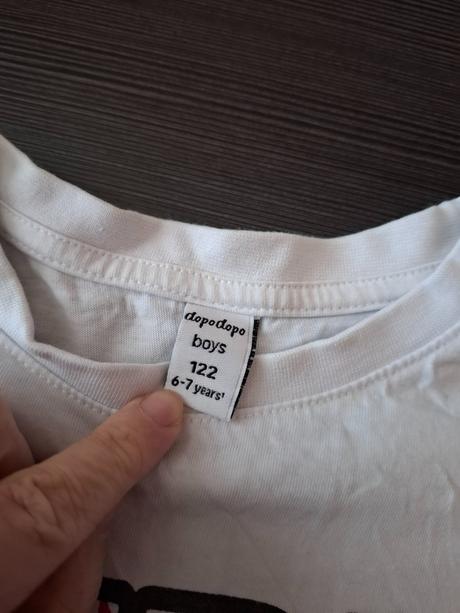 dopodopo
boys
122
6-7 years'